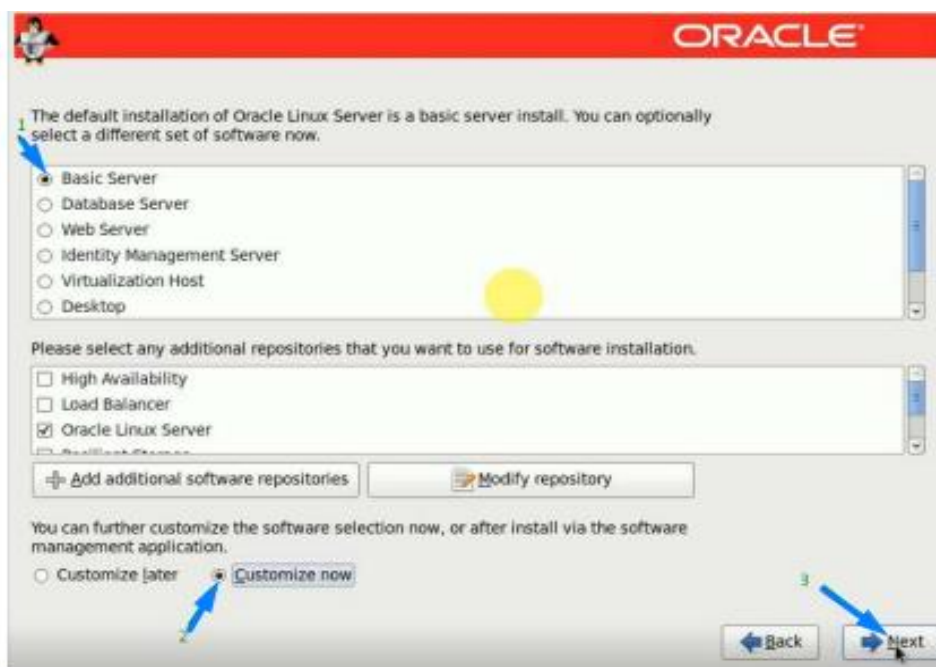 ORACLE
The default installation of Oracle Linux Server is a basic server install. You can optionally
1
select a different set of software now.
Basic Server
Database Server
Web Server
Identity Management Server
Virtualization Host
Desktop
Please select any additional repositories that you want to use for software installation.
High Availability
Load Balancer
Oracle Linux Server
Add additional software repositories
Modify repository
You can further customize the software selection now, or after install via the software
management application.
Customize later
Customize now
2
3
Back
Next